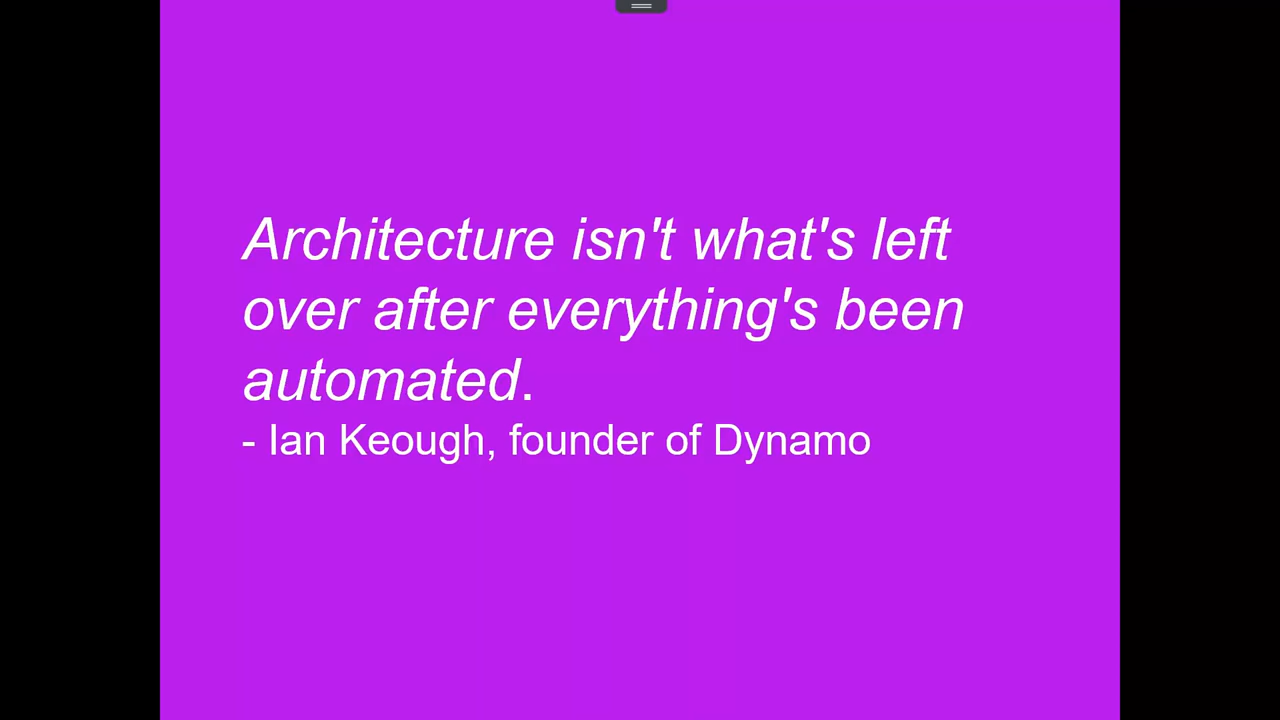 Architecture isn't what's left
over after everything's been
automated.
- Ian Keough, founder of Dynamo